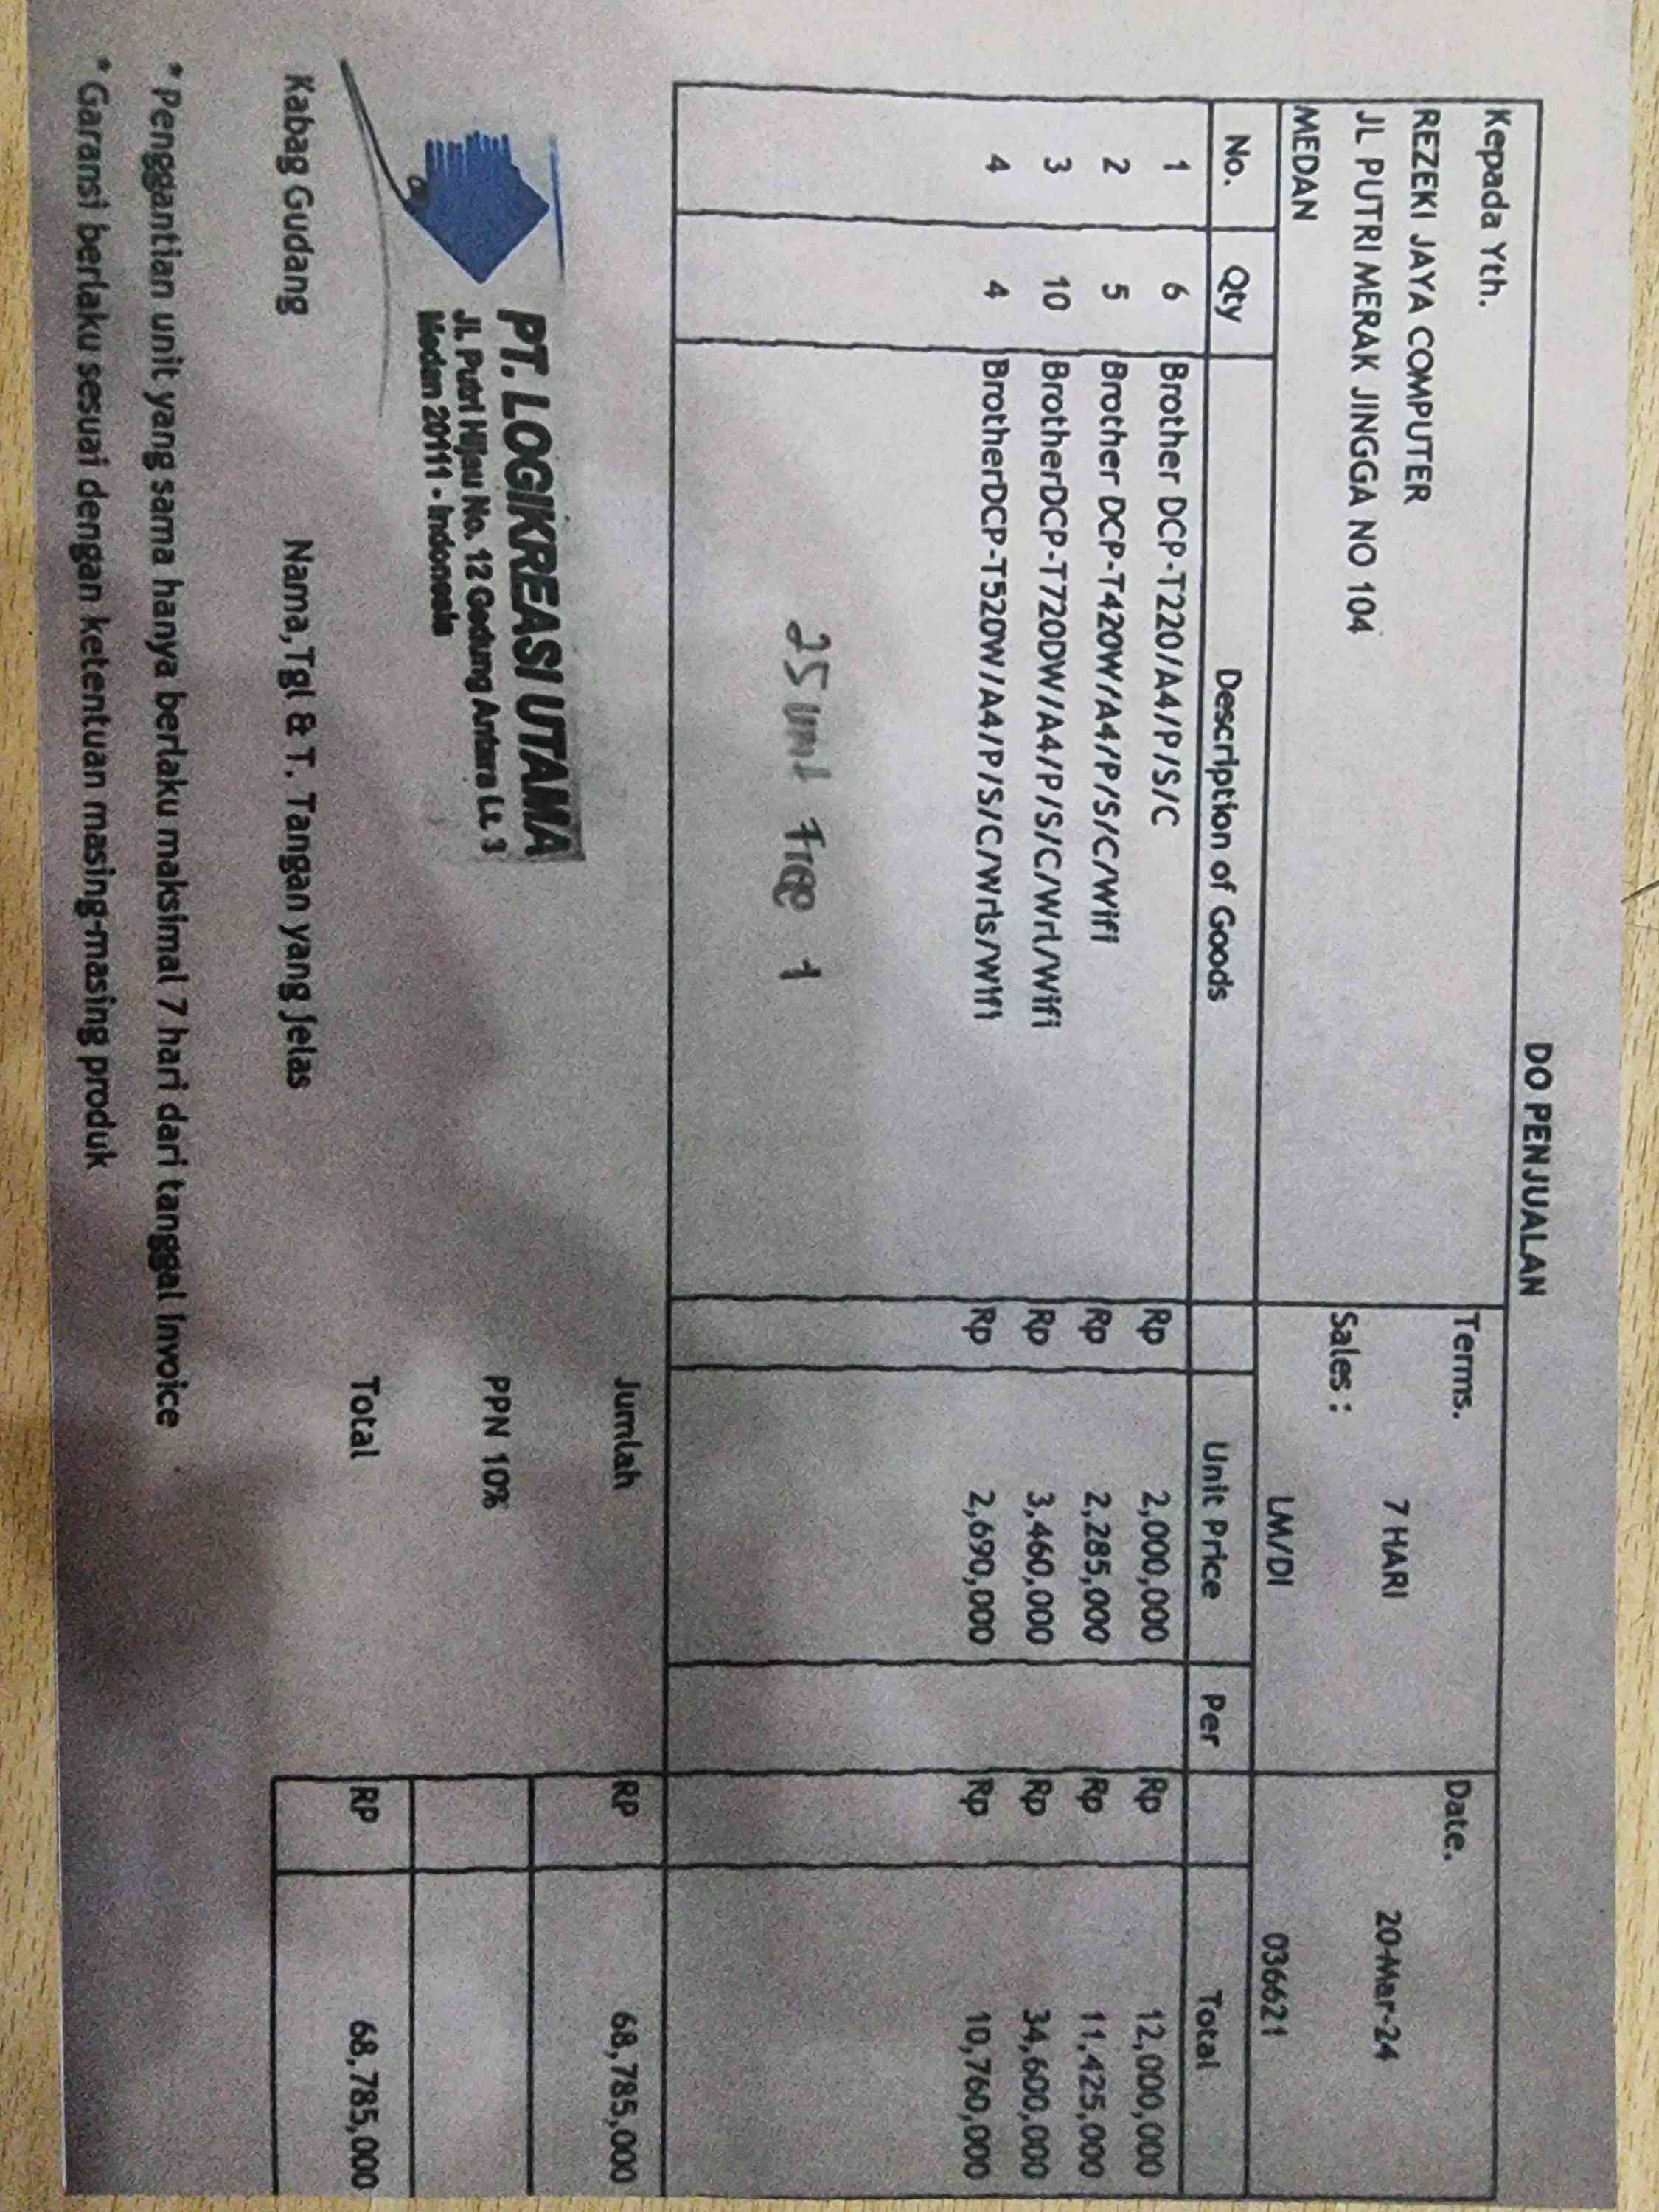 DO PENJUALAN
Kepada Yth. Terms. Date.
REZEKI JAYA COMPUTER 7 HARI 20-Mar-24
JL PUTRI MERAK JINGGA NO 104 Sales :
MEDAN LM/DI 036621
No. Qty Description of Goods Unit Price Per Total
1 6 Brother DCP-T220/A4/P/S/C Rp 2,000,000 Rp 12,000,000
2 5 Brother DCP-T420W/A4/P/S/C/Wifi Rp 2,285,000 Rp 11,425,000
3 10 BrotherDCP-T720DW/A4/P/S/C/Wrl/Wifi Rp 3,460,000 Rp 34,600,000
4 4 BrotherDCP-T520W/A4/P/S/C/Wrls/Wifi Rp 2,690,000 Rp 10,760,000
25 unit free 1
Jumlah RP 68,785,000
PT. LOGIKREASI UTAMA
Jl. Putri Hijau No. 12 Gedung Antara Lt. 3
Medan 20111 - Indonesia
PPN 10%
Total RP 68,785,000
Kabag Gudang Nama,Tgl & T. Tangan yang jelas
* Penggantian unit yang sama hanya berlaku maksimal 7 hari dari tanggal Invoice
* Garansi berlaku sesuai dengan ketentuan masing-masing produk